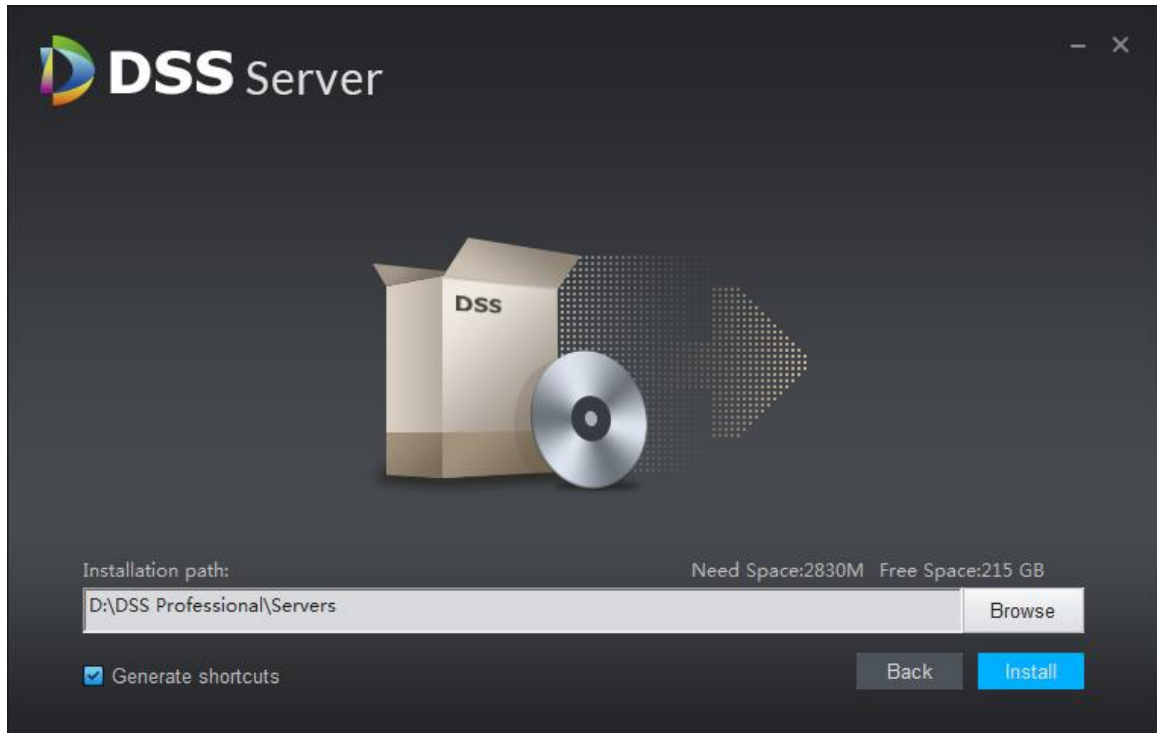 DSS Server
DSS
Installation path:
Need Space:2830M Free Space:215 GB
D:\DSS Professional\Servers
Browse
Generate shortcuts
Back
Install